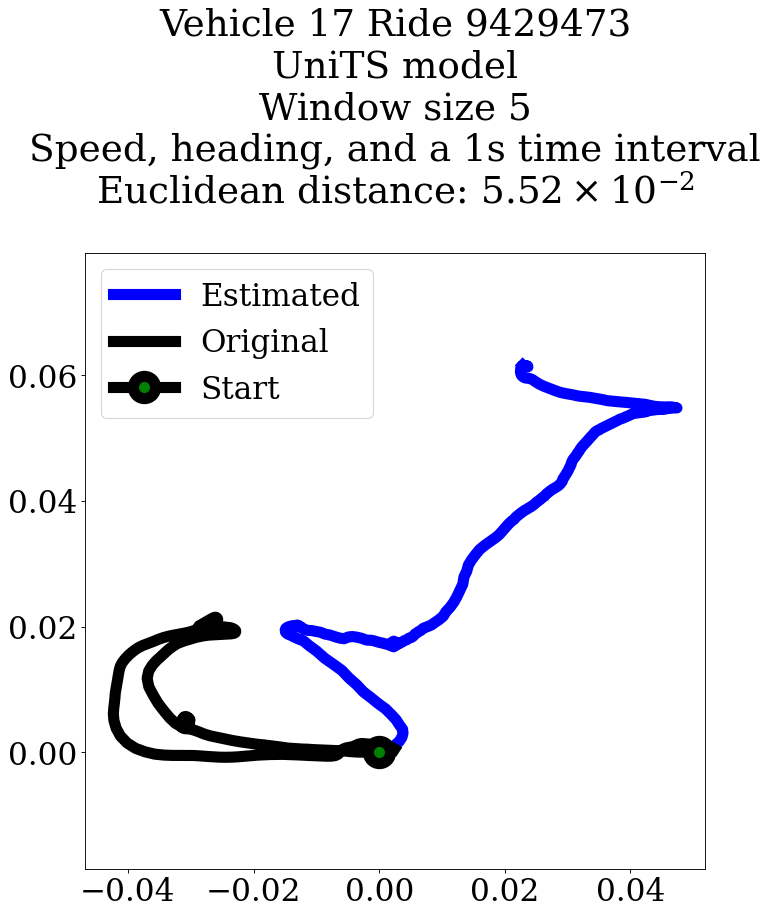 Vehicle 17 Ride 9429473
UniTS model
Window size 5
Speed, heading, and a 1s time interval
Euclidean distance: 5.52 × 10⁻²
Estimated
Original
Start
0.06
0.04
0.02
0.00
−0.04 −0.02 0.00 0.02 0.04